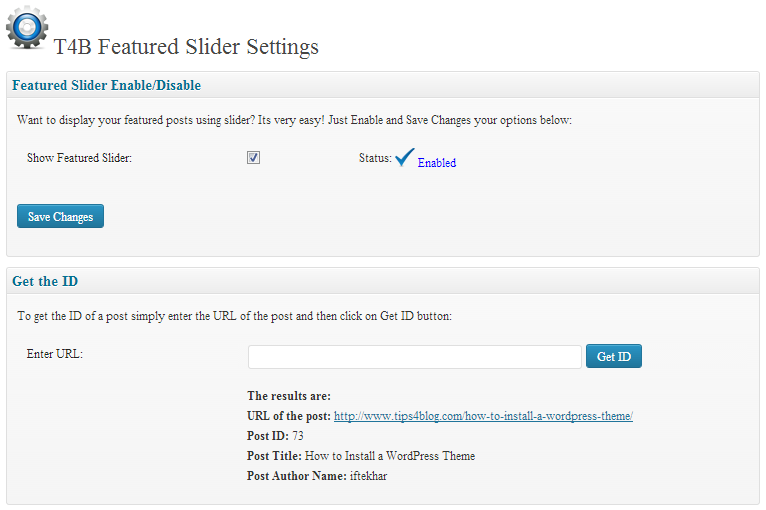 T4B Featured Slider Settings
Featured Slider Enable/Disable
Want to display your featured posts using slider? Its very easy! Just Enable and Save Changes your options below:
Show Featured Slider: Status: Enabled
Save Changes
Get the ID
To get the ID of a post simply enter the URL of the post and then click on Get ID button:
Enter URL: Get ID
The results are:
URL of the post: http://www.tips4blog.com/how-to-install-a-wordpress-theme/
Post ID: 73
Post Title: How to Install a WordPress Theme
Post Author Name: iftekhar